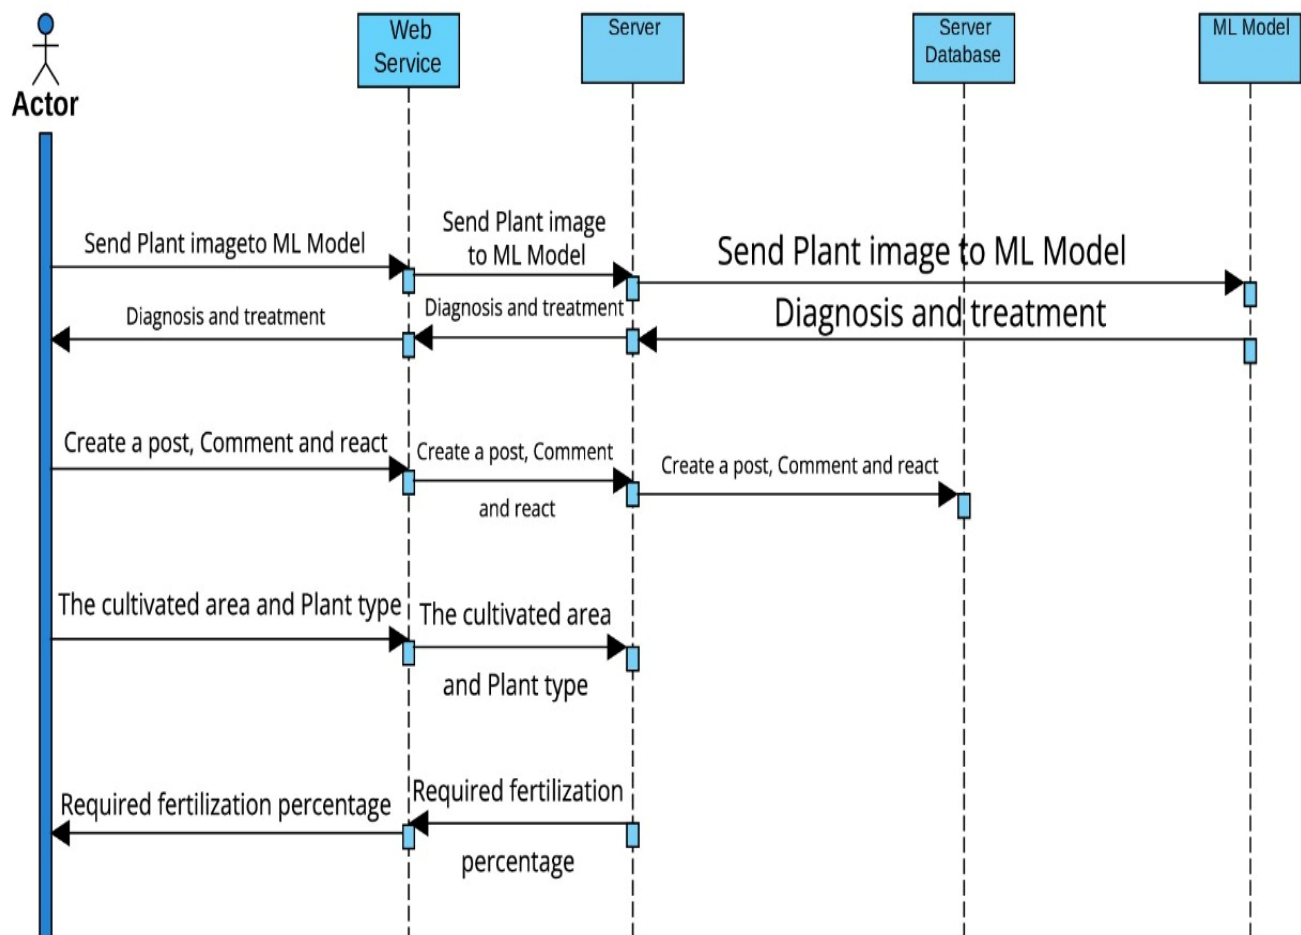 Actor
Web
Service
Server
Server
Database
ML Model
Send Plant imageto ML Model
Send Plant image
to ML Model
Send Plant image to ML Model
Diagnosis and treatment
Diagnosis and treatment
Diagnosis and treatment
Create a post, Comment and react
Create a post, Comment
and react
Create a post, Comment and react
The cultivated area and Plant type
The cultivated area
and Plant type
Required fertilization percentage
Required fertilization
percentage